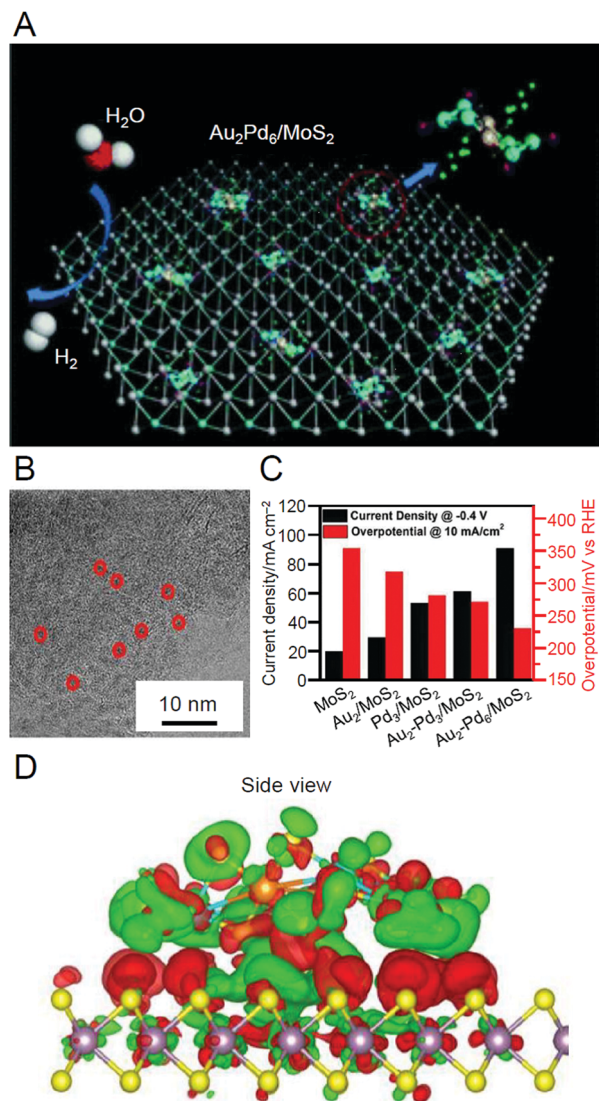 A
H₂O
Au₂Pd₆/MoS₂
H₂
B
10 nm
C
Current density/mA cm⁻²
120
100
80
60
40
20
0
Current Density @ -0.4 V
Overpotential @ 10 mA/cm²
400
350
300
250
200
150
Overpotential/mV vs RHE
MoS₂
Au₂/MoS₂
Pd₃/MoS₂
Au₂-Pd₃/MoS₂
Au₂-Pd₆/MoS₂
D
Side view